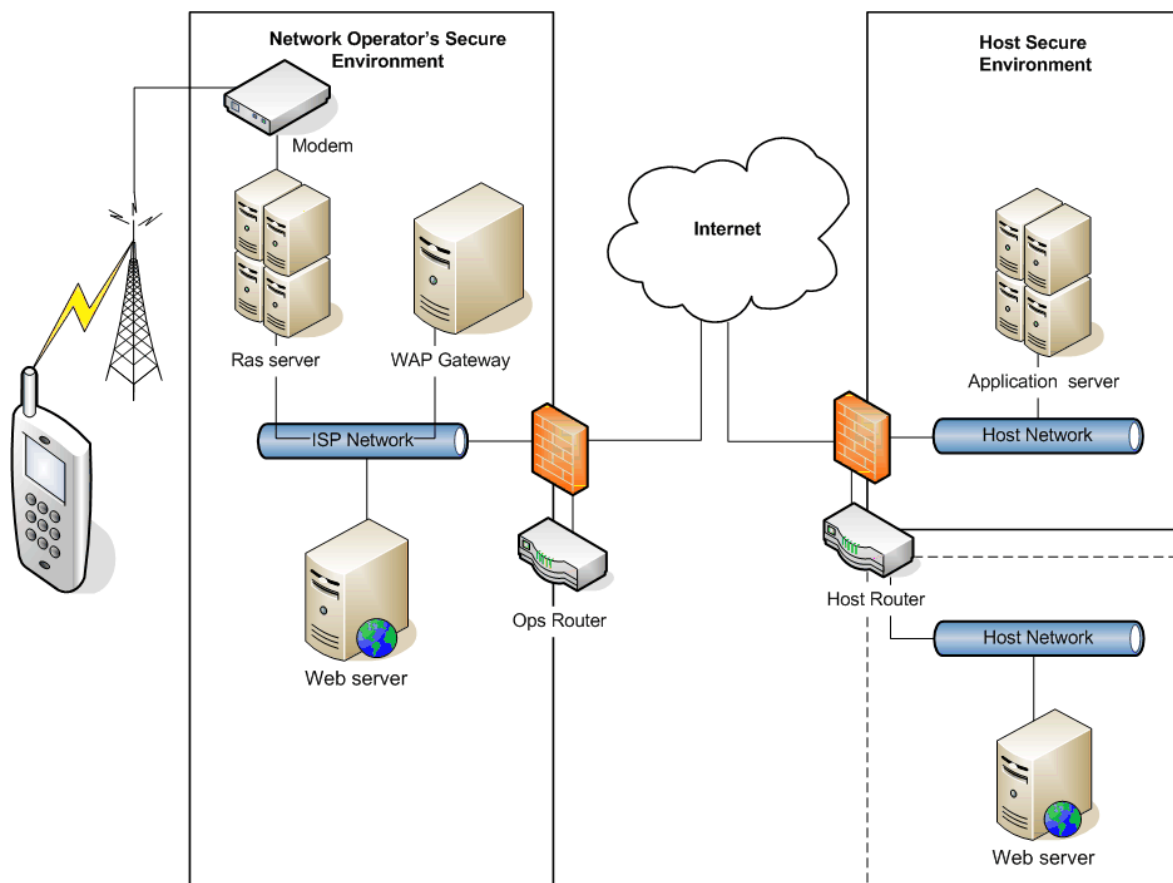 Network Operator's Secure
Environment
Host Secure
Environment
Modem
Internet
Ras server
WAP Gateway
Application server
ISP Network
Host Network
Ops Router
Host Router
Host Network
Web server
Web server